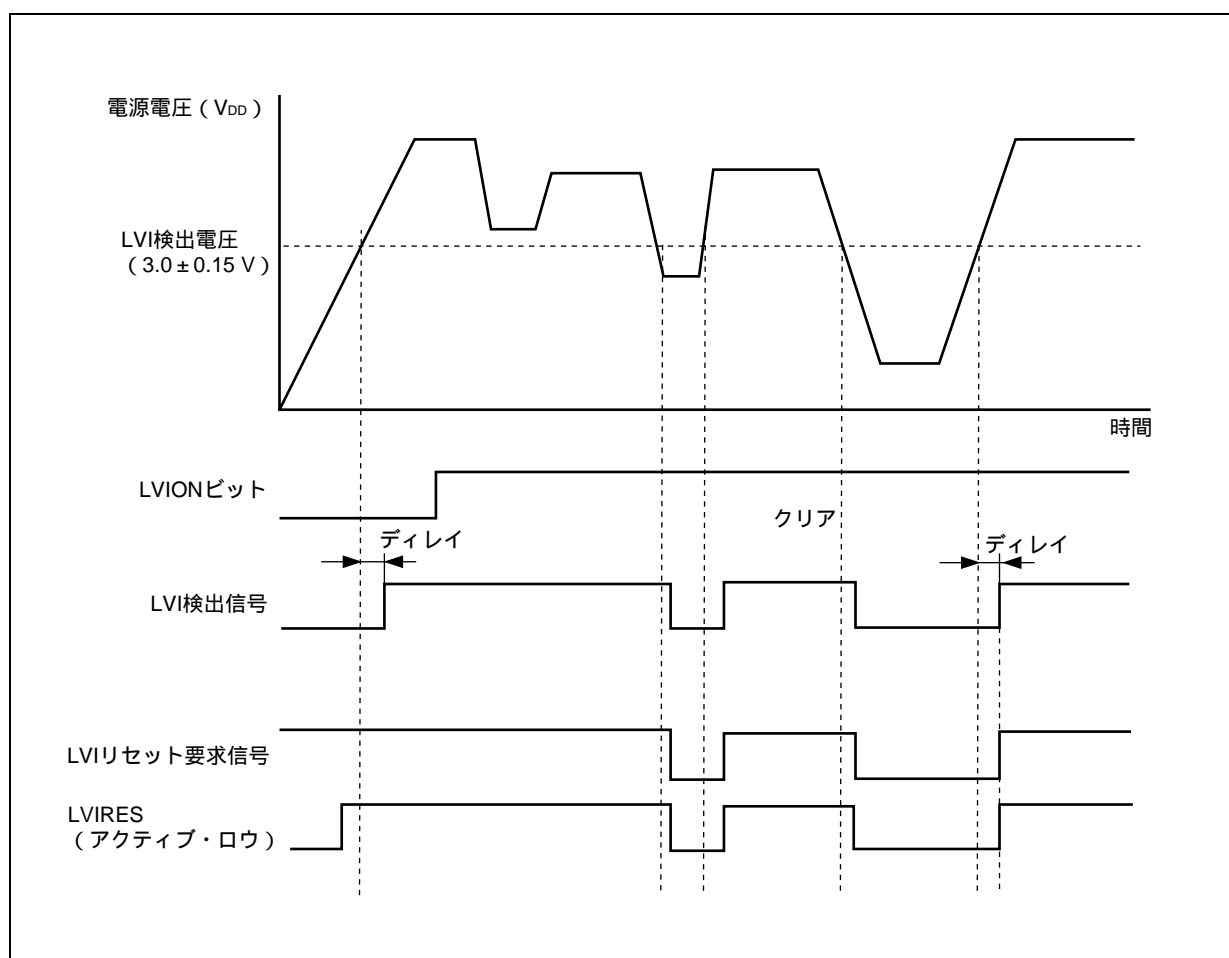 電源電圧（VDD）
LVI検出電圧
（3.0±0.15 V）
時間
LVIONビット
クリア
ディレイ
ディレイ
LVI検出信号
LVIリセット要求信号
LVIRES
（アクティブ・ロウ）